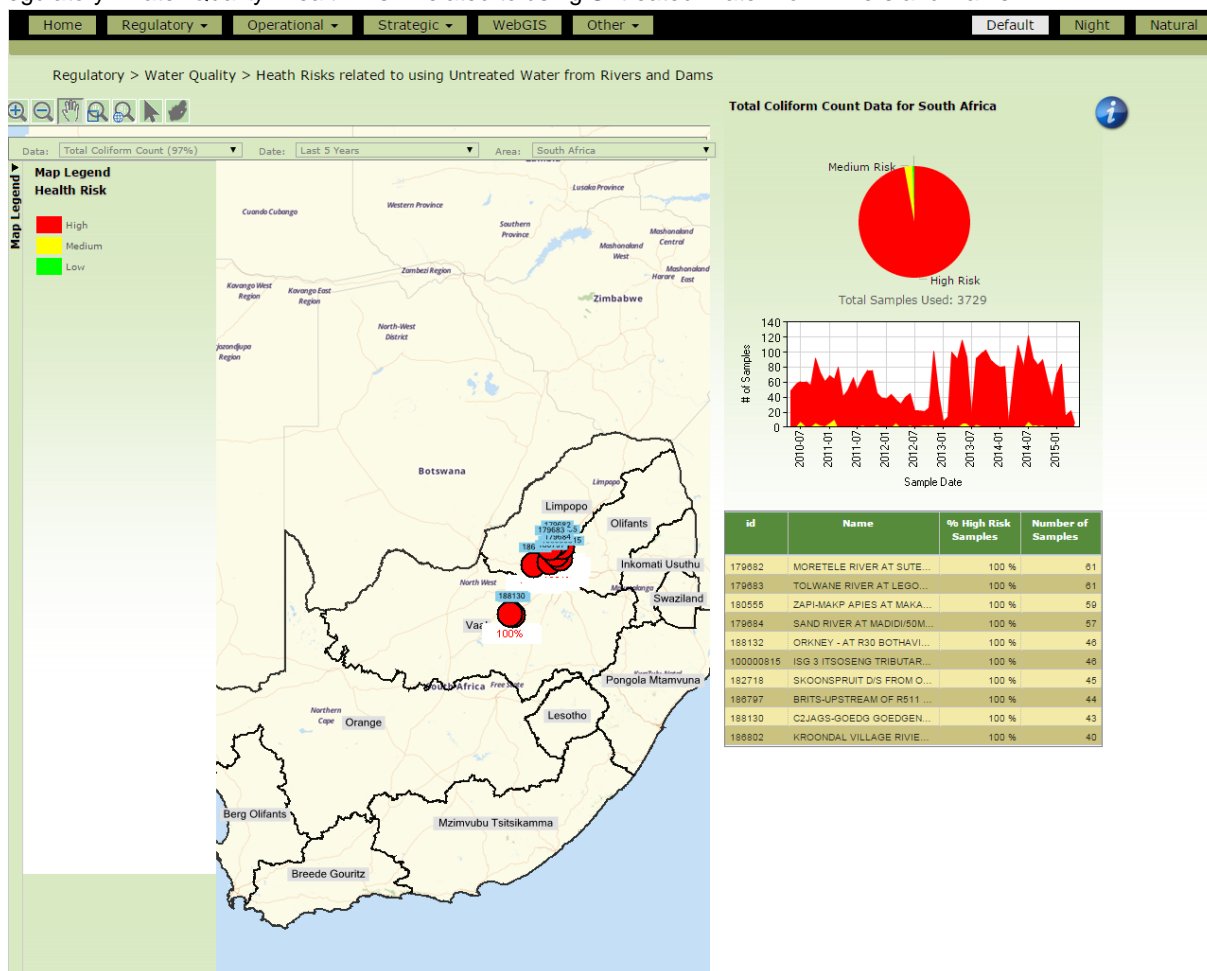 Home Regulatory Operational Strategic WebGIS Other Default Night Natural
Regulatory > Water Quality > Heath Risks related to using Untreated Water from Rivers and Dams
Data: Total Coliform Count (97%) Date: Last 5 Years Area: South Africa
Map Legend
Map Legend
Health Risk
High
Medium
Low
Lusaka Province
Cuando Cubango
Western Province
Southern
Province
Mashonaland
Central
Mashonaland
West
Zambezi Region
Mashonaland
East
Harare
Kavango West
Region
Kavango East
Region
Zimbabwe
North-West
District
Region
Botswana
Limpopo
Limpopo
Olifants
179682
179683
179684
Inkomati Usuthu
North West
188130
Swaziland
100%
Pongola Mtamvuna
South Africa
Free State
Northern
Cape
Orange
Lesotho
Berg Olifants
Mzimvubu Tsitsikamma
Breede Gouritz
Total Coliform Count Data for South Africa
i
Medium Risk
High Risk
Total Samples Used: 3729
140
120
100
80
60
40
20
0
# of Samples
2010-07
2011-01
2011-07
2012-01
2012-07
2013-01
2013-07
2014-01
2014-07
2015-01
Sample Date
id Name % High Risk Samples Number of Samples
179682 MORETELE RIVER AT SUTE... 100 % 61
179683 TOLWANE RIVER AT LEGO... 100 % 61
180555 ZAPI-MAKP APIES AT MAKA... 100 % 59
179684 SAND RIVER AT MADIDI/50M... 100 % 57
188132 ORKNEY - AT R30 BOTHAVI... 100 % 46
100000815 ISG 3 ITSOSENG TRIBUTAR... 100 % 46
182718 SKOONSPRUIT D/S FROM O... 100 % 45
186797 BRITS-UPSTREAM OF R511 ... 100 % 44
188130 C2JAGS-GOEDG GOEDGEN... 100 % 43
186802 KROONDAL VILLAGE RIVIE... 100 % 40